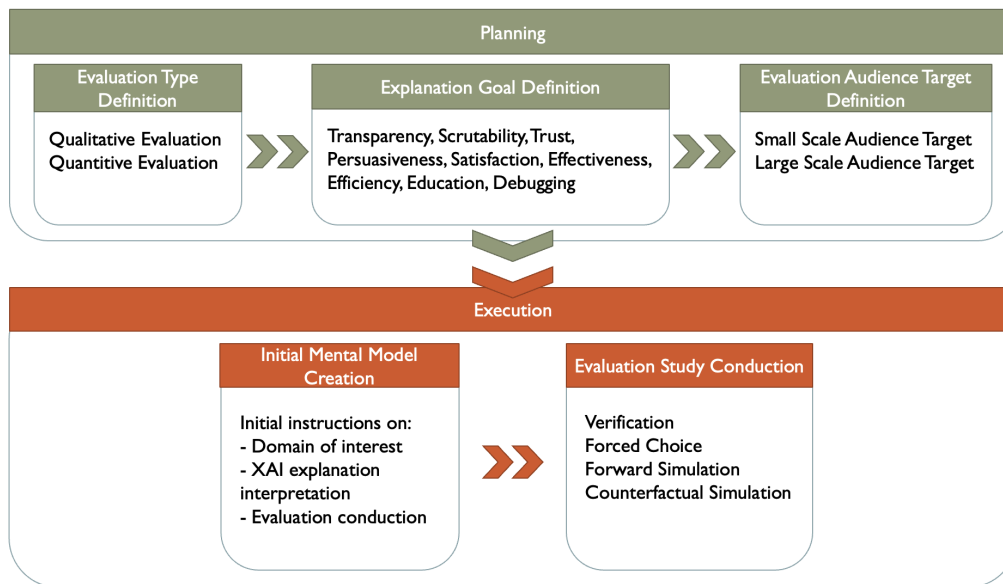 Planning
Evaluation Type
Definition
Qualitative Evaluation
Quantitive Evaluation
Explanation Goal Definition
Transparency, Scrutability, Trust,
Persuasiveness, Satisfaction, Effectiveness,
Efficiency, Education, Debugging
Evaluation Audience Target
Definition
Small Scale Audience Target
Large Scale Audience Target
Execution
Initial Mental Model
Creation
Initial instructions on:
- Domain of interest
- XAI explanation
interpretation
- Evaluation conduction
Evaluation Study Conduction
Verification
Forced Choice
Forward Simulation
Counterfactual Simulation